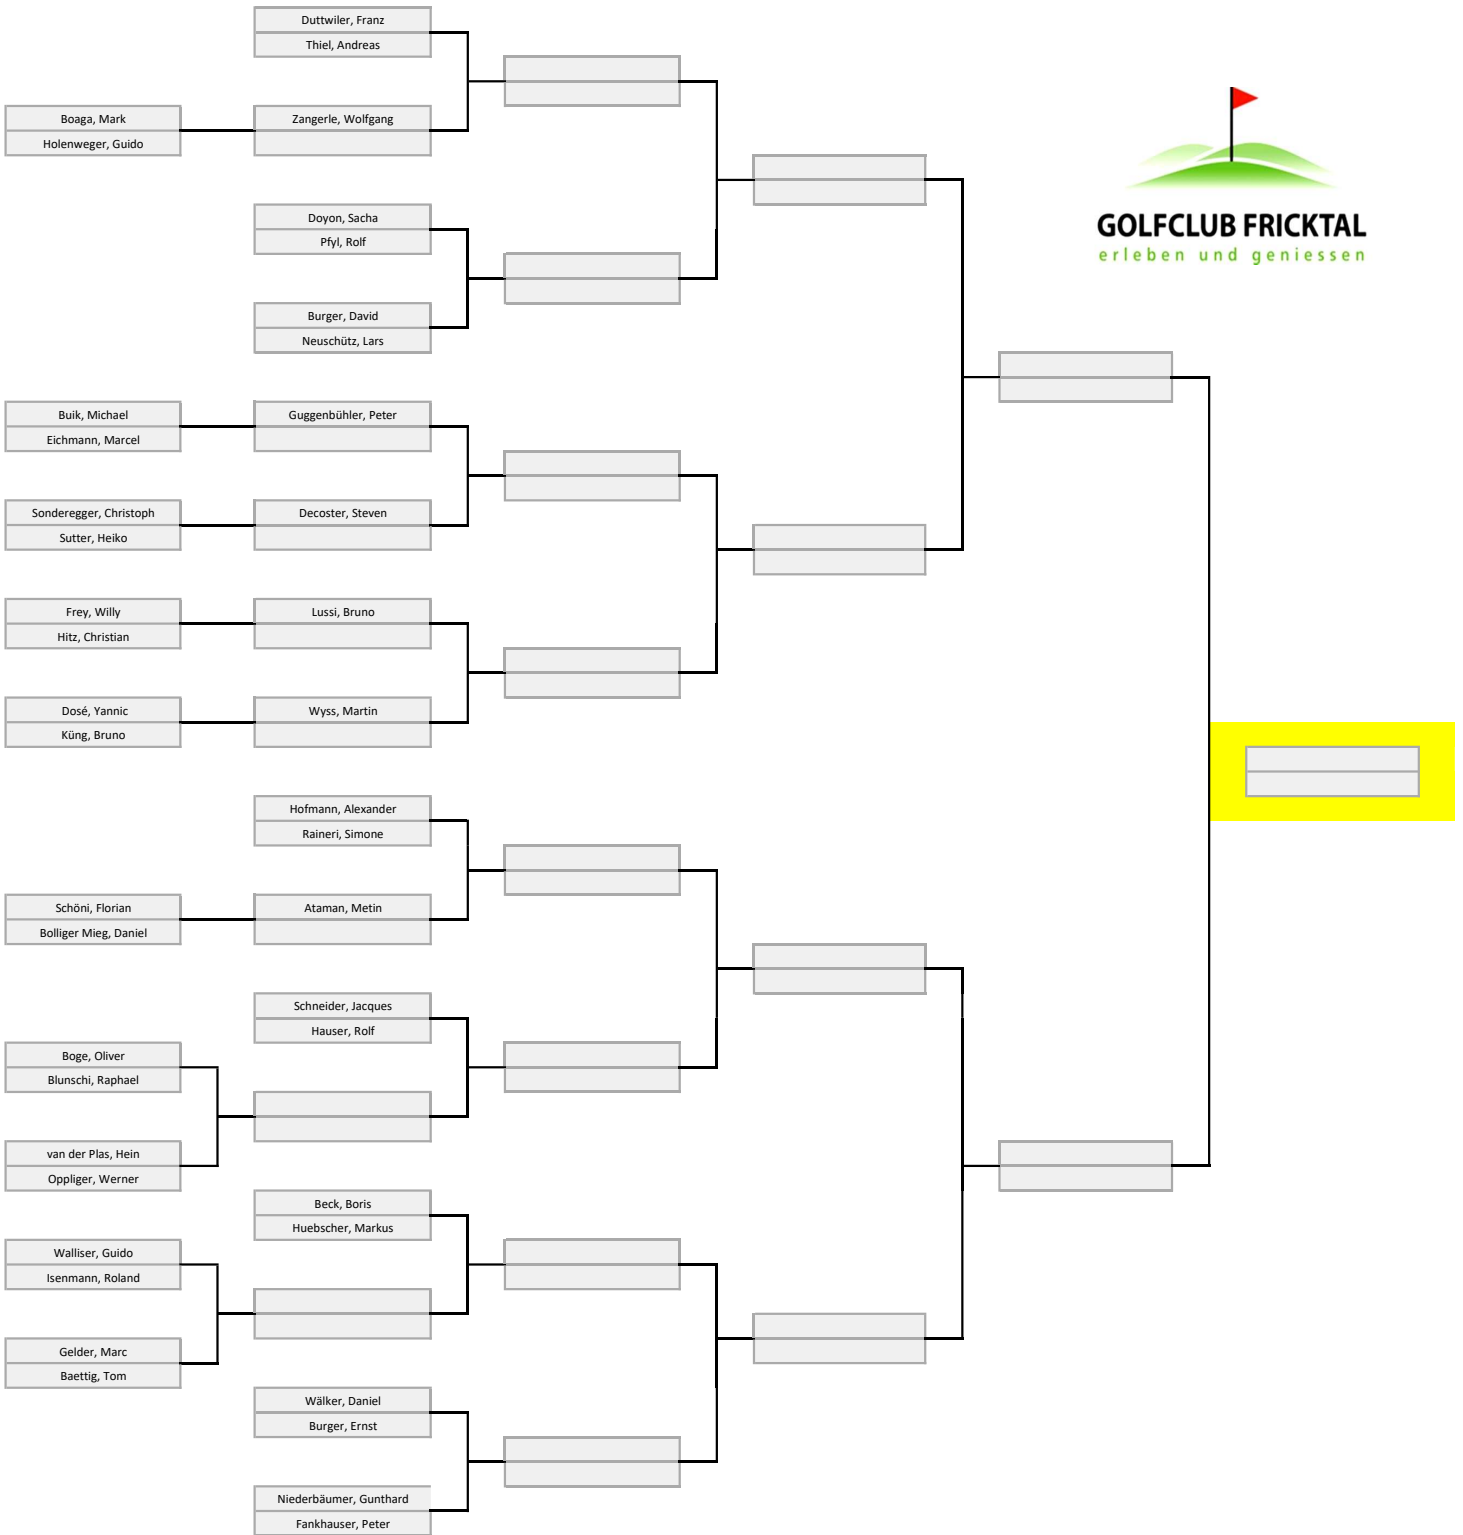 Duttwiler, Franz
Thiel, Andreas
Boaga, Mark
Holenweger, Guido
Zangerle, Wolfgang
GOLFCLUB FRICKTAL
erleben und geniessen
Doyon, Sacha
Pfyl, Rolf
Burger, David
Neuschütz, Lars
Buik, Michael
Eichmann, Marcel
Guggenbühler, Peter
Sonderegger, Christoph
Sutter, Heiko
Decoster, Steven
Frey, Willy
Hitz, Christian
Lussi, Bruno
Dosé, Yannic
Küng, Bruno
Wyss, Martin
Hofmann, Alexander
Raineri, Simone
Schöni, Florian
Bolliger Mieg, Daniel
Ataman, Metin
Schneider, Jacques
Hauser, Rolf
Boge, Oliver
Blunschi, Raphael
van der Plas, Hein
Oppliger, Werner
Beck, Boris
Huebscher, Markus
Walliser, Guido
Isenmann, Roland
Gelder, Marc
Baettig, Tom
Wälker, Daniel
Burger, Ernst
Niederbäumer, Gunthard
Fankhauser, Peter